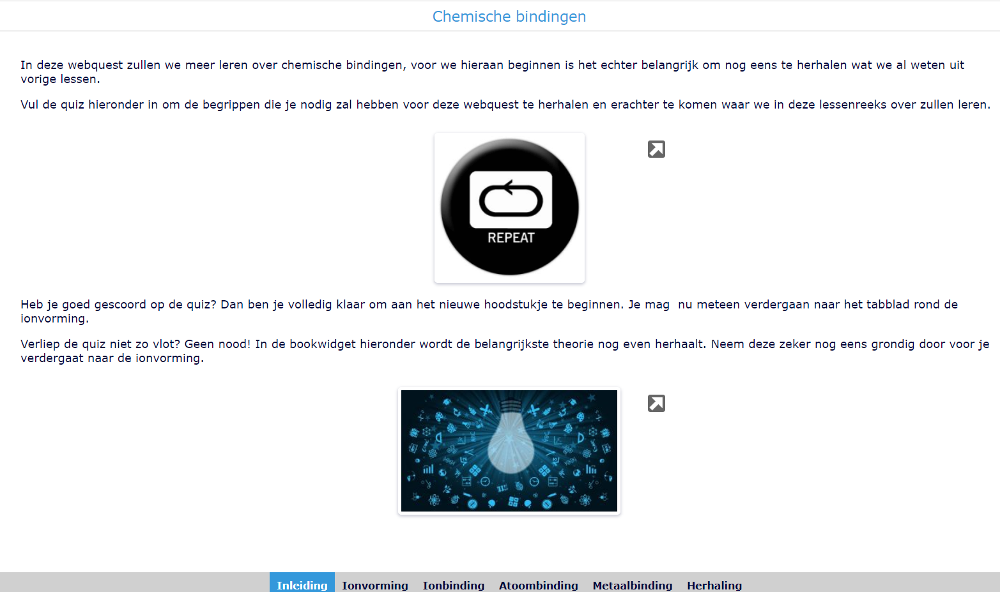 Chemische bindingen
In deze webquest zullen we meer leren over chemische bindingen, voor we hieraan beginnen is het echter belangrijk om nog eens te herhalen wat we al weten uit
vorige lessen.
Vul de quiz hieronder in om de begrippen die je nodig zal hebben voor deze webquest te herhalen en erachter te komen waar we in deze lessenreeks over zullen leren.
REPEAT
Heb je goed gescoord op de quiz? Dan ben je volledig klaar om aan het nieuwe hoodstukje te beginnen. Je mag  nu meteen verdergaan naar het tabblad rond de
ionvorming.
Verliep de quiz niet zo vlot? Geen nood! In de bookwidget hieronder wordt de belangrijkste theorie nog even herhaalt. Neem deze zeker nog eens grondig door voor je
verdergaat naar de ionvorming.
Inleiding Ionvorming Ionbinding Atoombinding Metaalbinding Herhaling